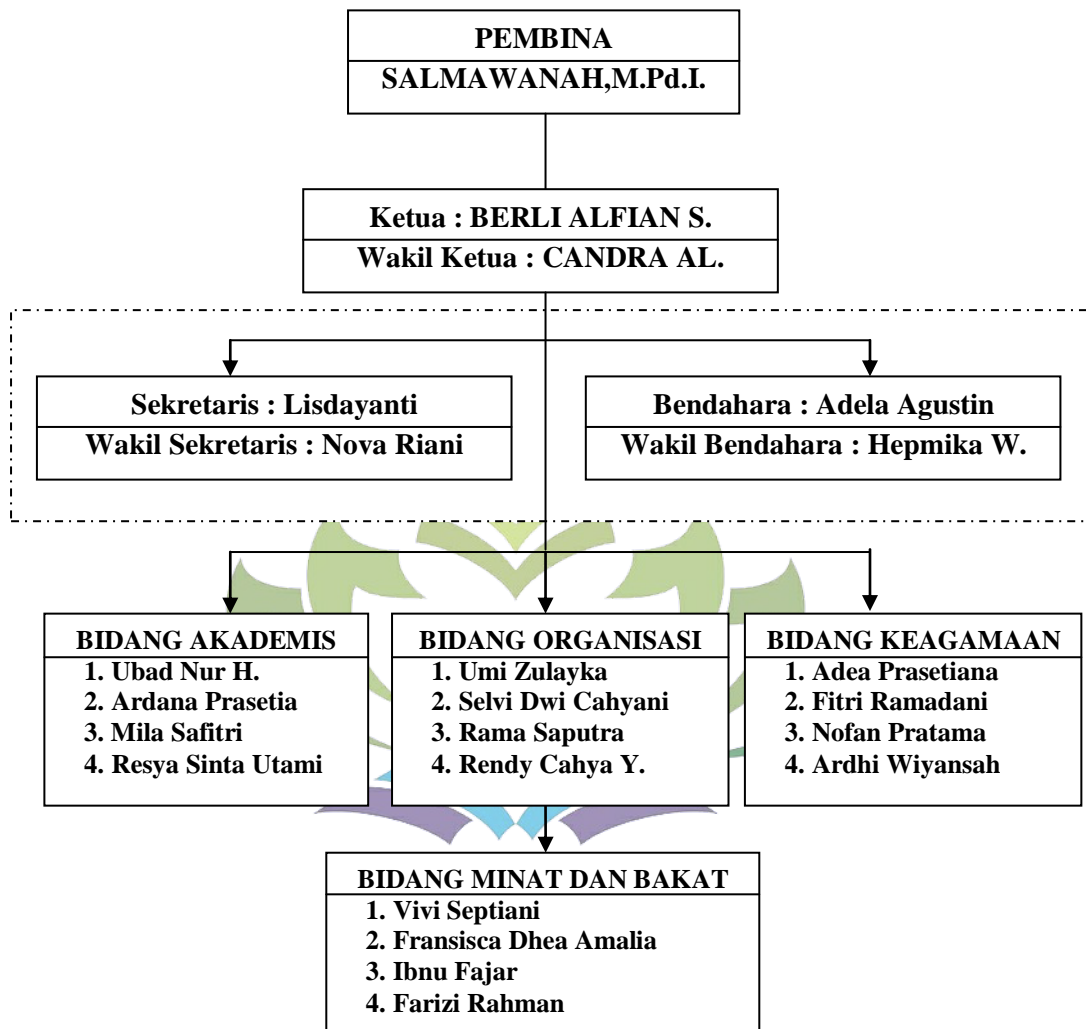 PEMBINA
SALMAWANAH,M.Pd.I.
Ketua : BERLI ALFIAN S.
Wakil Ketua : CANDRA AL.
Sekretaris : Lisdayanti
Wakil Sekretaris : Nova Riani
Bendahara : Adela Agustin
Wakil Bendahara : Hepmika W.
BIDANG AKADEMIS
1. Ubad Nur H.
2. Ardana Prasetia
3. Mila Safitri
4. Resya Sinta Utami
BIDANG ORGANISASI
1. Umi Zulayka
2. Selvi Dwi Cahyani
3. Rama Saputra
4. Rendy Cahya Y.
BIDANG KEAGAMAAN
1. Adea Prasetiana
2. Fitri Ramadani
3. Nofan Pratama
4. Ardhi Wiyansah
BIDANG MINAT DAN BAKAT
1. Vivi Septiani
2. Fransisca Dhea Amalia
3. Ibnu Fajar
4. Farizi Rahman